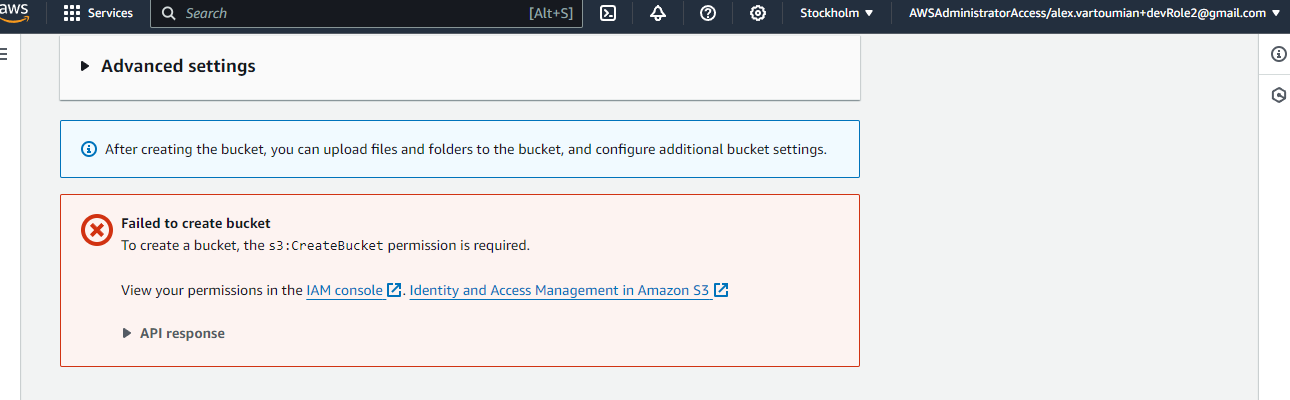 aws
Services
Search
[Alt+S]
Stockholm
AWSAdministratorAccess/alex.vartoumian+devRole2@gmail.com
Advanced settings
After creating the bucket, you can upload files and folders to the bucket, and configure additional bucket settings.
Failed to create bucket
To create a bucket, the s3:CreateBucket permission is required.
View your permissions in the IAM console. Identity and Access Management in Amazon S3
API response